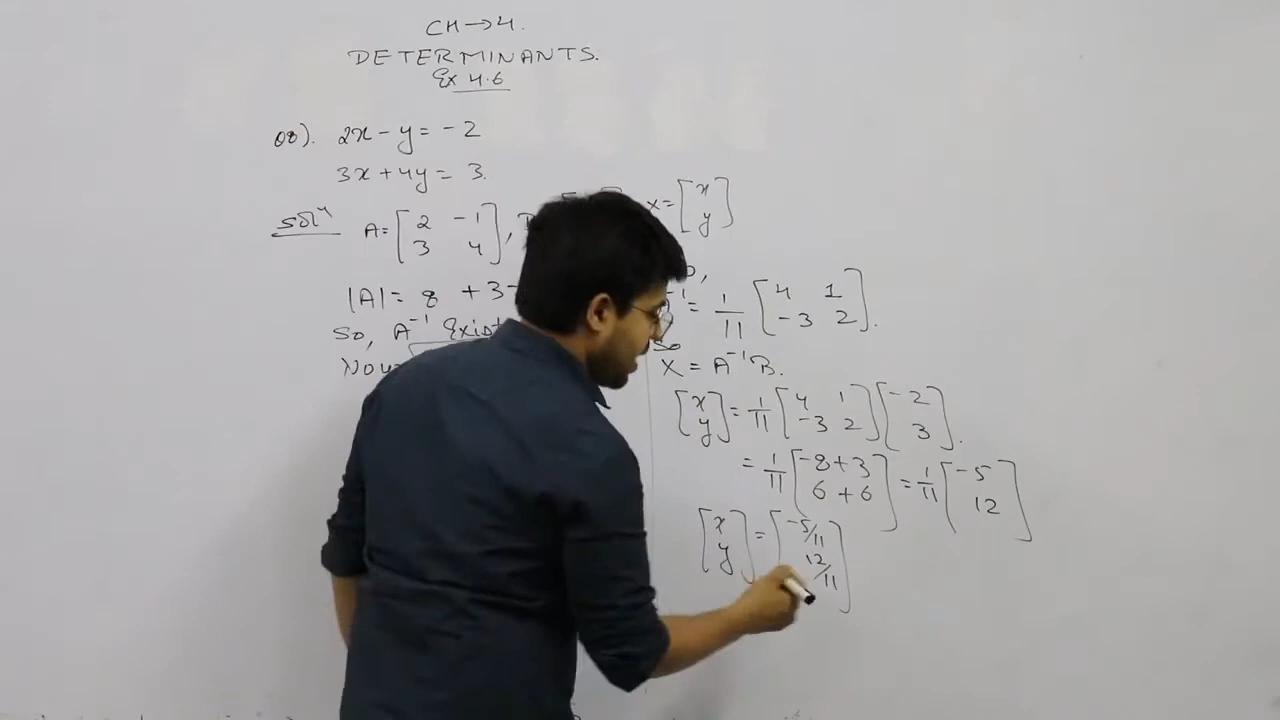 CH→4.
DETERMINANTS.
Ex 4.6
Q8). 2x - y = -2
3x + 4y = 3.
Solⁿ A = [2 -1
3 4],
X = [x
y]
|A| = 8 + 3
So, A⁻¹ Exist
Now
= 1/11 [4 1
-3 2].
So
X = A⁻¹B.
[x
y] = 1/11 [4 1
-3 2] [-2
3].
= 1/11 [-8+3
6+6] = 1/11 [-5
12]
[x
y] = [-5/11
12/11]